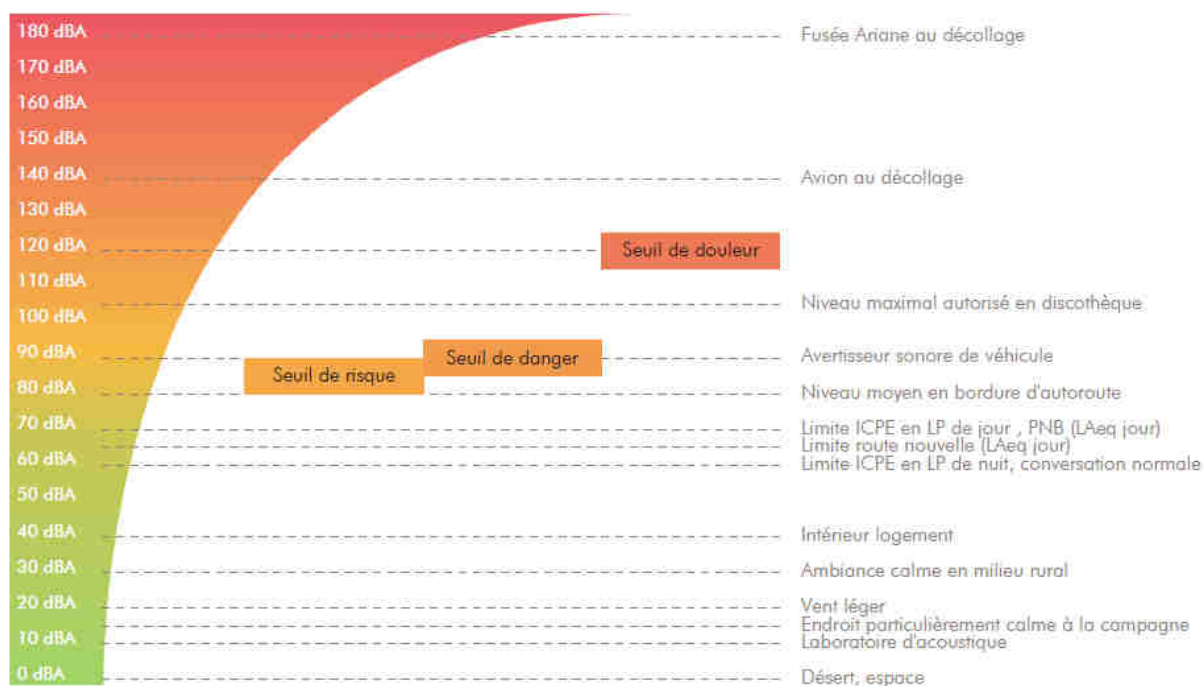 180 dBA
Fusée Ariane au décollage
170 dBA
160 dBA
150 dBA
140 dBA
Avion au décollage
130 dBA
120 dBA
Seuil de douleur
110 dBA
Niveau maximal autorisé en discothèque
100 dBA
90 dBA
Seuil de danger
Avertisseur sonore de véhicule
Seuil de risque
80 dBA
Niveau moyen en bordure d'autoroute
70 dBA
Limite ICPE en LP de jour , PNB (LAeq jour)
Limite route nouvelle (LAeq jour)
60 dBA
Limite ICPE en LP de nuit, conversation normale
50 dBA
40 dBA
Intérieur logement
30 dBA
Ambiance calme en milieu rural
20 dBA
Vent léger
Endroit particulièrement calme à la campagne
10 dBA
Laboratoire d'acoustique
0 dBA
Désert, espace